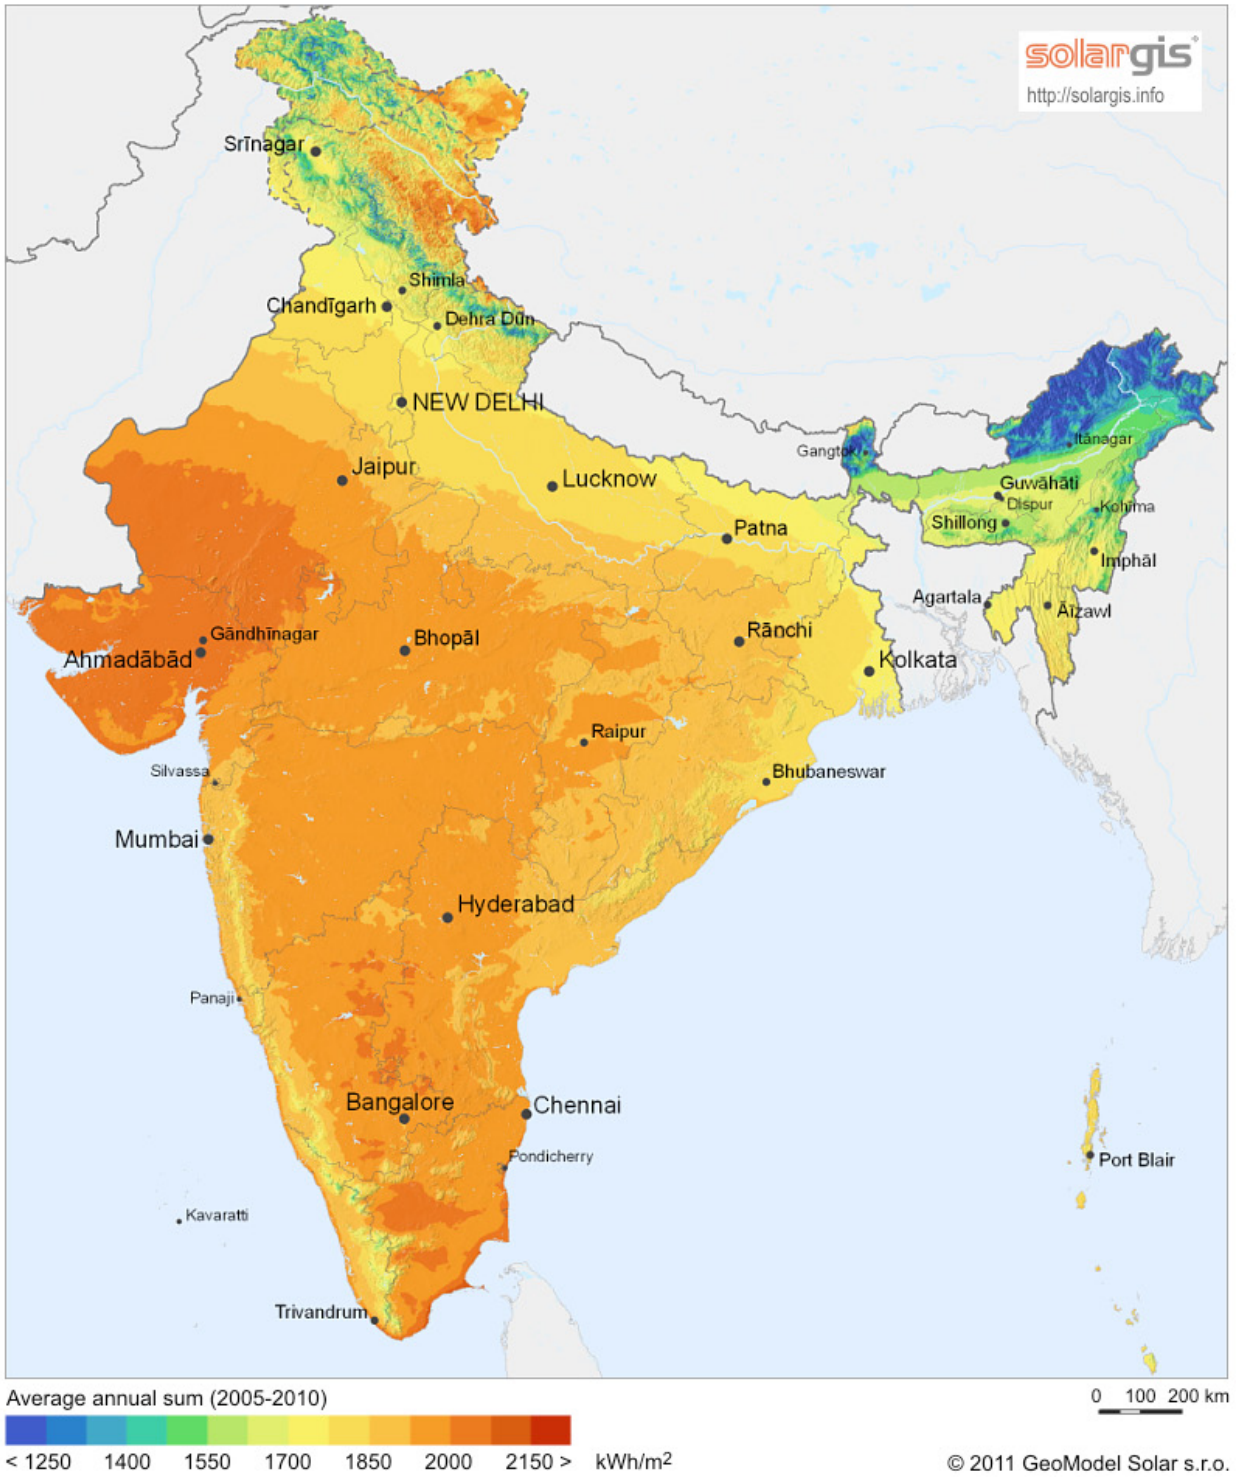 solargis
http://solargis.info
Srīnagar
Shimla
Chandīgarh
Dehra Dūn
NEW DELHI
Itānagar
Gangtok
Jaipur
Lucknow
Guwāhāti
Dispur
Kohīma
Shillong
Patna
Imphāl
Agartala
Āīzawl
Gāndhīnagar
Bhopāl
Rānchi
Ahmadābād
Kolkata
Raipur
Silvassa
Bhubaneswar
Mumbai
Hyderabad
Panaji
Bangalore
Chennai
Pondicherry
Port Blair
Kavaratti
Trivandrum
Average annual sum (2005-2010)
0 100 200 km
< 1250 1400 1550 1700 1850 2000 2150 > kWh/m²
© 2011 GeoModel Solar s.r.o.